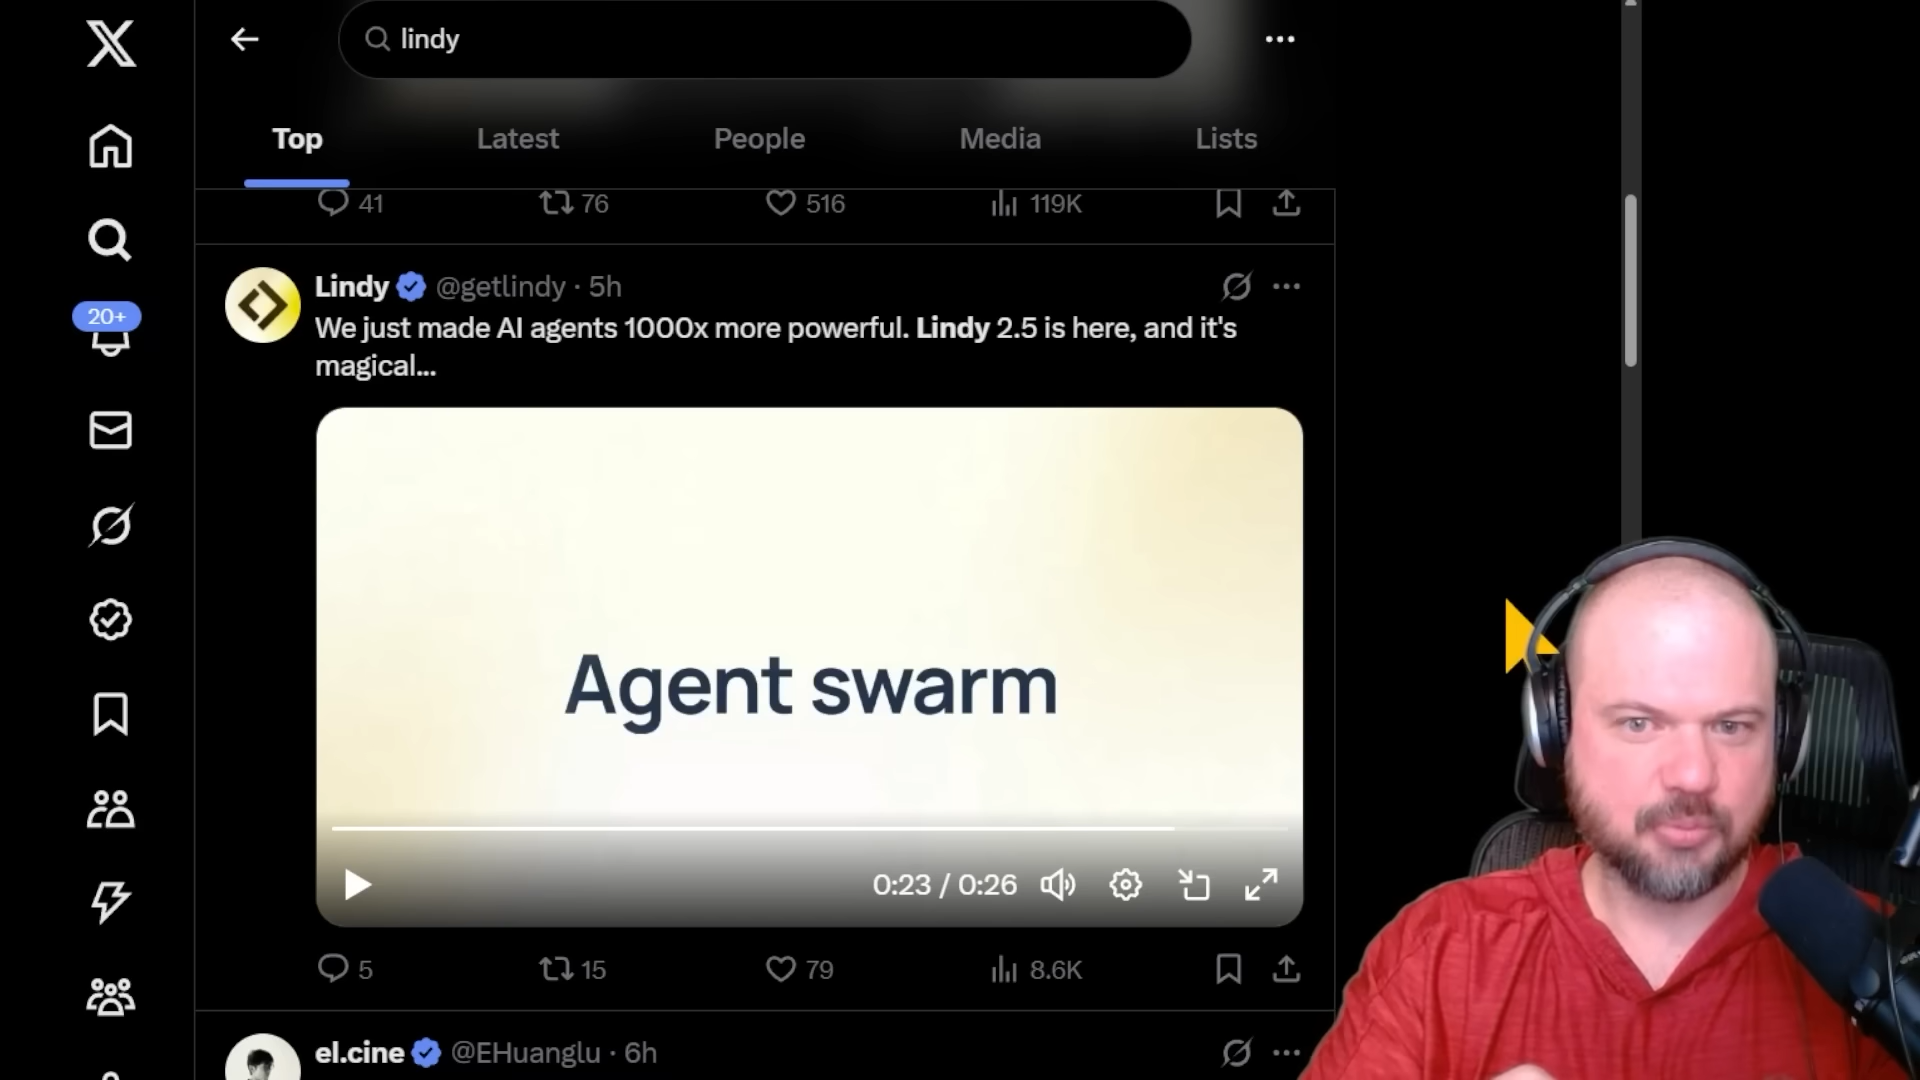 lindy
Top Latest People Media Lists
41 76 516 119K
20+
Lindy @getlindy · 5h
We just made AI agents 1000x more powerful. Lindy 2.5 is here, and it's
magical...
Agent swarm
0:23 / 0:26
5 15 79 8.6K
el.cine @EHuanglu · 6h